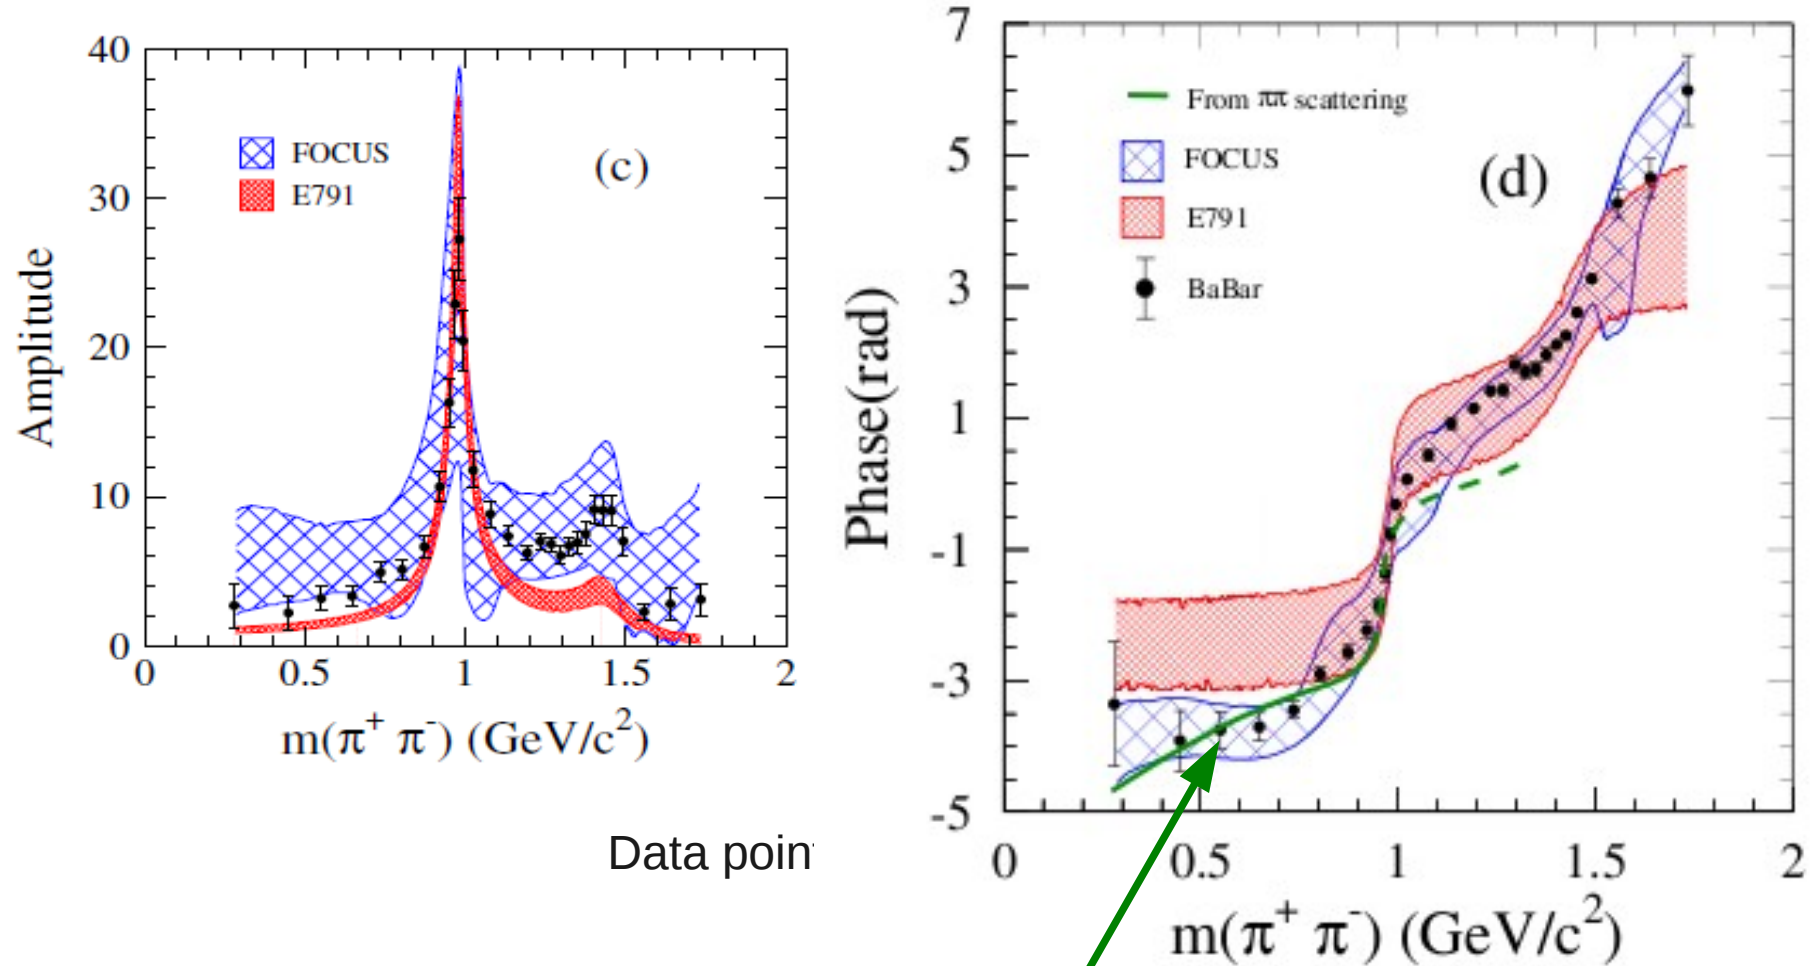 40
30
20
10
0
Amplitude
FOCUS
E791
(c)
0 0.5 1 1.5 2
m(π⁺ π⁻) (GeV/c²)
Data poin
7
5
3
1
-1
-3
-5
Phase(rad)
From ππ scattering
FOCUS
E791
BaBar
(d)
0 0.5 1 1.5 2
m(π⁺ π⁻) (GeV/c²)